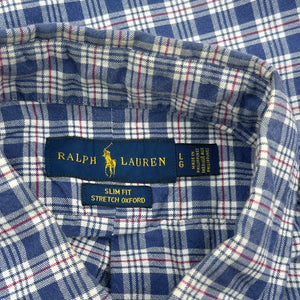 RALPH LAUREN
L
G
SLIM FIT
STRETCH OXFORD